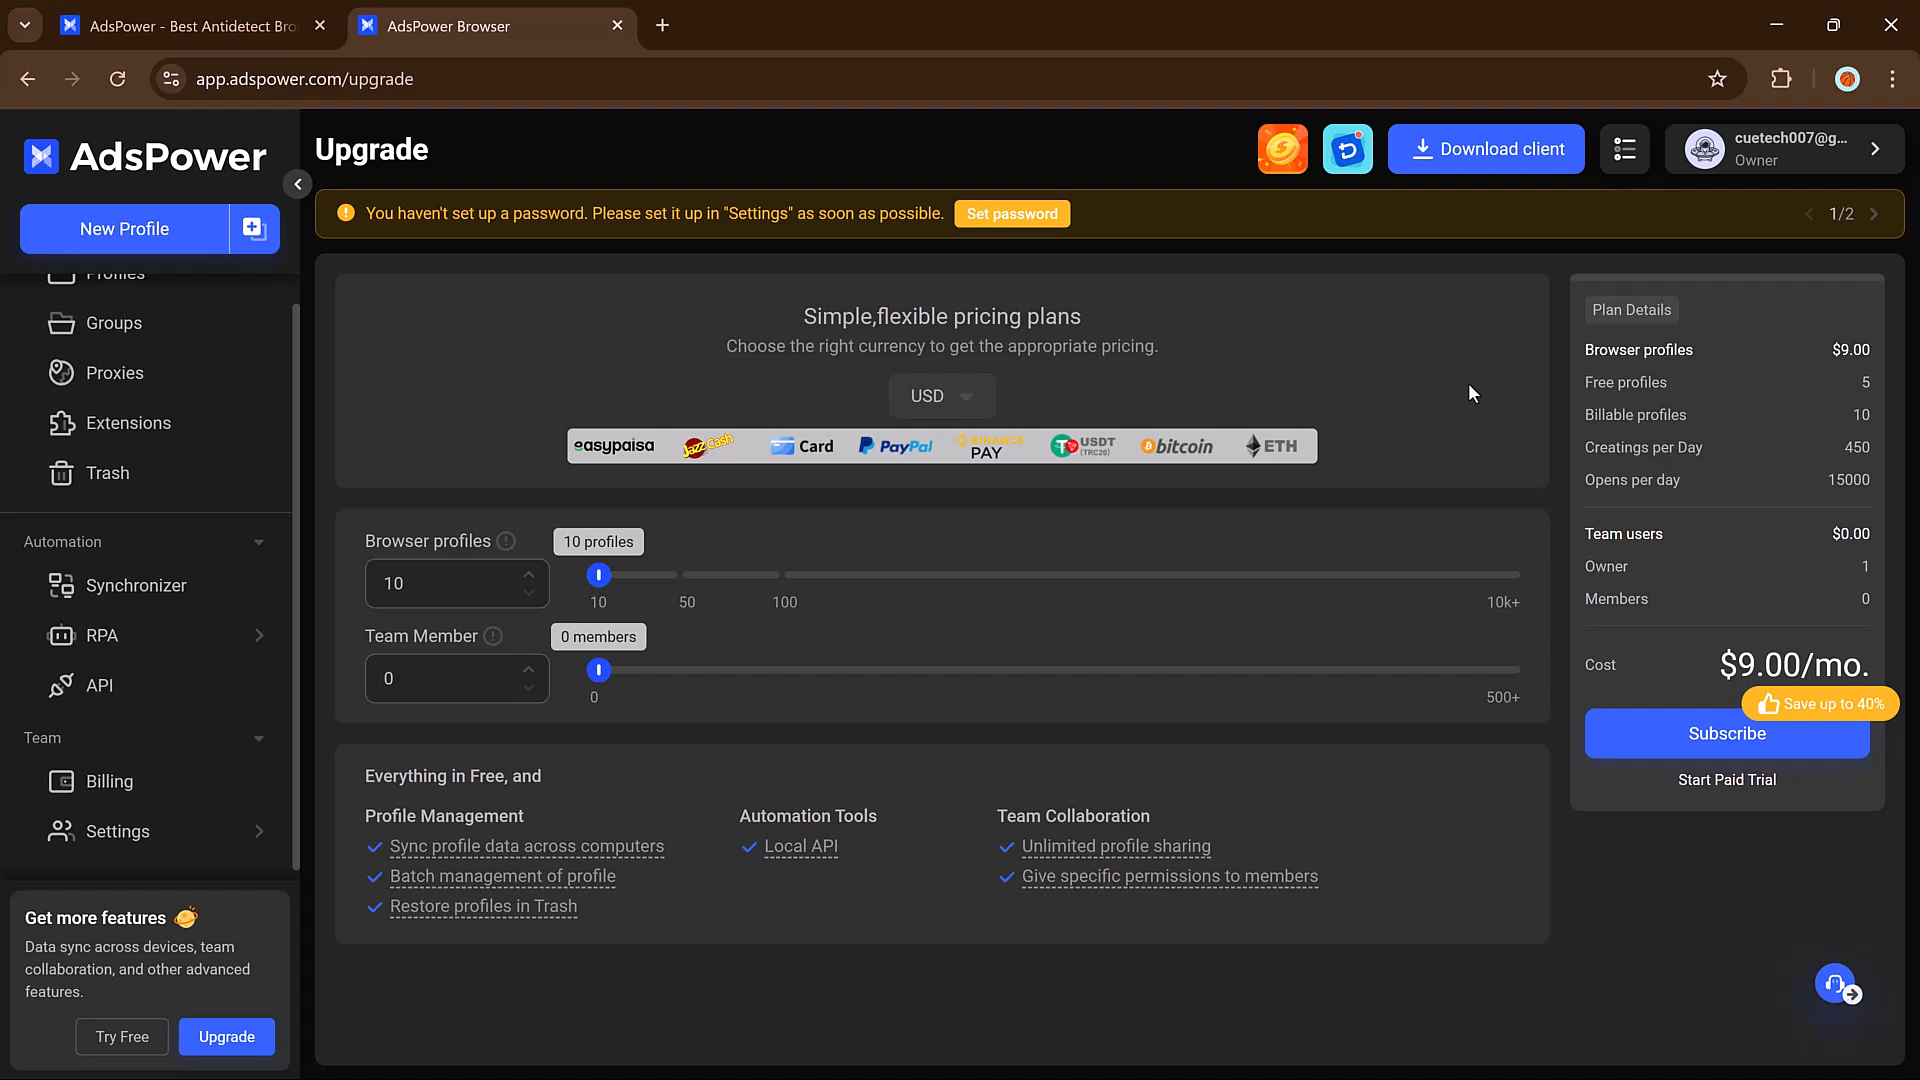 AdsPower - Best Antidetect Bro
AdsPower Browser
app.adspower.com/upgrade
AdsPower
New Profile
Profiles
Groups
Proxies
Extensions
Trash
Automation
Synchronizer
RPA
API
Team
Billing
Settings
Get more features
Data sync across devices, team
collaboration, and other advanced
features.
Try Free
Upgrade
Upgrade
Download client
cuetech007@g...
Owner
You haven't set up a password. Please set it up in "Settings" as soon as possible.
Set password
1/2
Simple,flexible pricing plans
Choose the right currency to get the appropriate pricing.
USD
easypaisa
JazzCash
Card
PayPal
BINANCE
PAY
USDT
(TRC20)
bitcoin
ETH
Browser profiles
10 profiles
10
10
50
100
10k+
Team Member
0 members
0
0
500+
Everything in Free, and
Profile Management
Sync profile data across computers
Batch management of profile
Restore profiles in Trash
Automation Tools
Local API
Team Collaboration
Unlimited profile sharing
Give specific permissions to members
Plan Details
Browser profiles $9.00
Free profiles 5
Billable profiles 10
Creatings per Day 450
Opens per day 15000
Team users $0.00
Owner 1
Members 0
Cost $9.00/mo.
Save up to 40%
Subscribe
Start Paid Trial